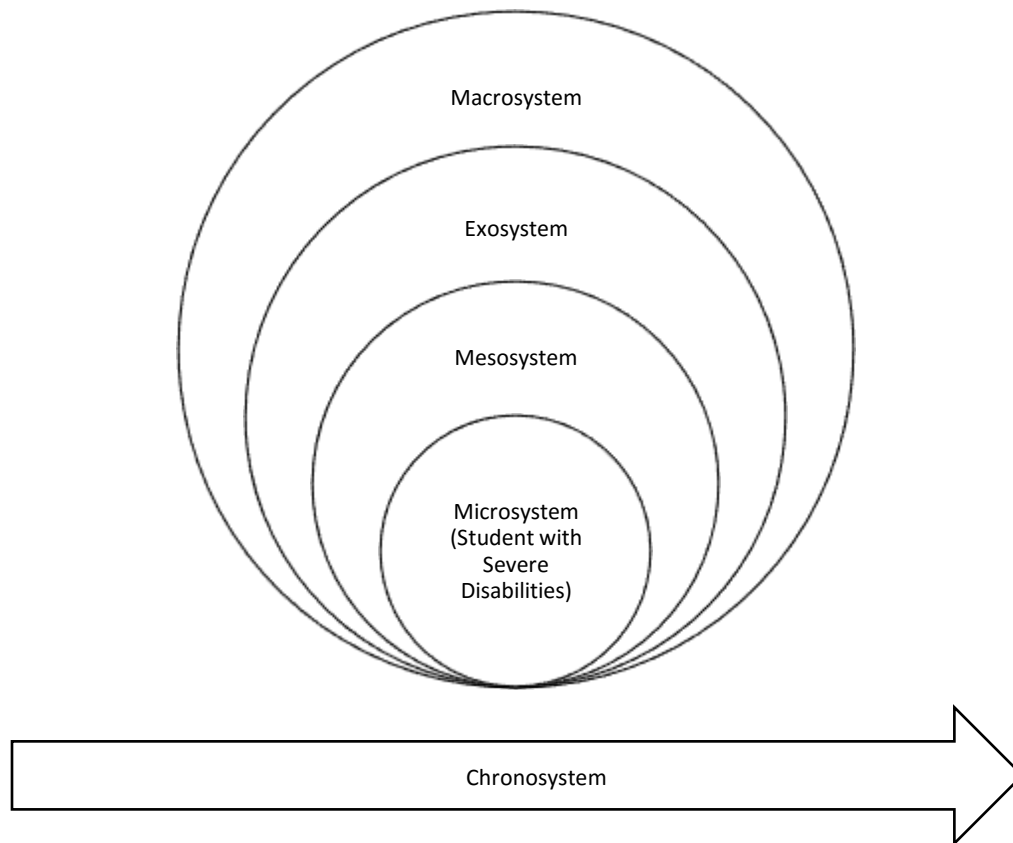 Macrosystem
Exosystem
Mesosystem
Microsystem
(Student with
Severe
Disabilities)
Chronosystem